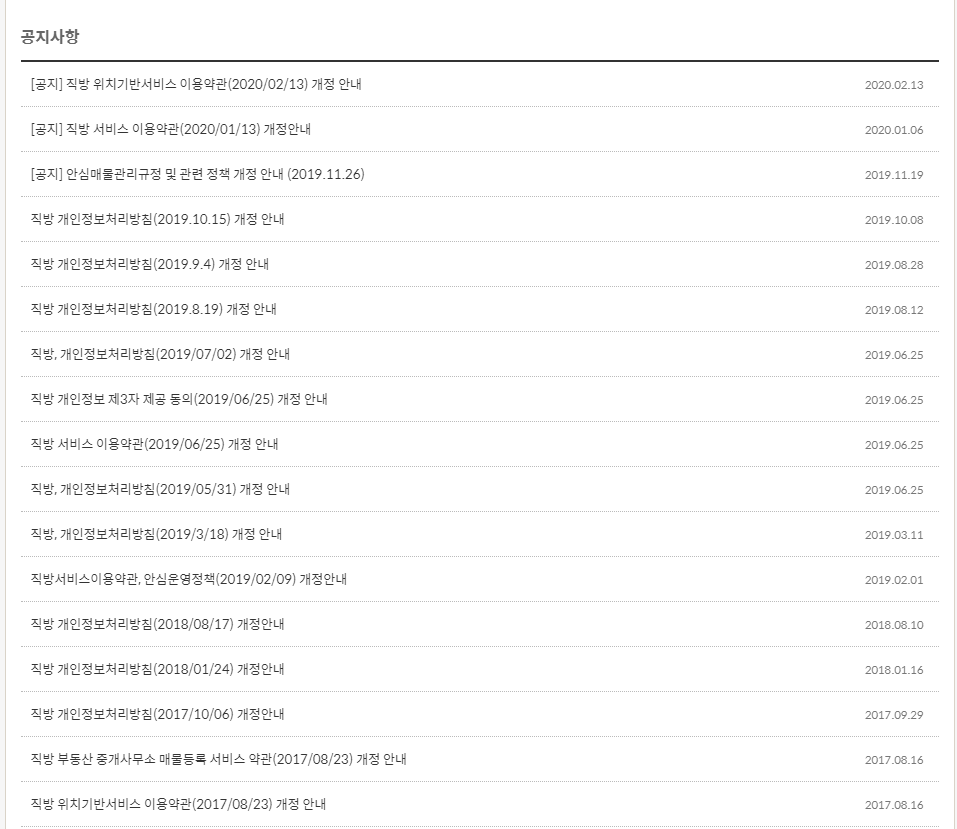 공지사항
[공지] 직방 위치기반서비스 이용약관(2020/02/13) 개정 안내 2020.02.13
[공지] 직방 서비스 이용약관(2020/01/13) 개정안내 2020.01.06
[공지] 안심매물관리규정 및 관련 정책 개정 안내 (2019.11.26) 2019.11.19
직방 개인정보처리방침(2019.10.15) 개정 안내 2019.10.08
직방 개인정보처리방침(2019.9.4) 개정 안내 2019.08.28
직방 개인정보처리방침(2019.8.19) 개정 안내 2019.08.12
직방, 개인정보처리방침(2019/07/02) 개정 안내 2019.06.25
직방 개인정보 제3자 제공 동의(2019/06/25) 개정 안내 2019.06.25
직방 서비스 이용약관(2019/06/25) 개정 안내 2019.06.25
직방, 개인정보처리방침(2019/05/31) 개정 안내 2019.06.25
직방, 개인정보처리방침(2019/3/18) 개정 안내 2019.03.11
직방서비스이용약관, 안심운영정책(2019/02/09) 개정안내 2019.02.01
직방 개인정보처리방침(2018/08/17) 개정안내 2018.08.10
직방 개인정보처리방침(2018/01/24) 개정안내 2018.01.16
직방 개인정보처리방침(2017/10/06) 개정안내 2017.09.29
직방 부동산 중개사무소 매물등록 서비스 약관(2017/08/23) 개정 안내 2017.08.16
직방 위치기반서비스 이용약관(2017/08/23) 개정 안내 2017.08.16